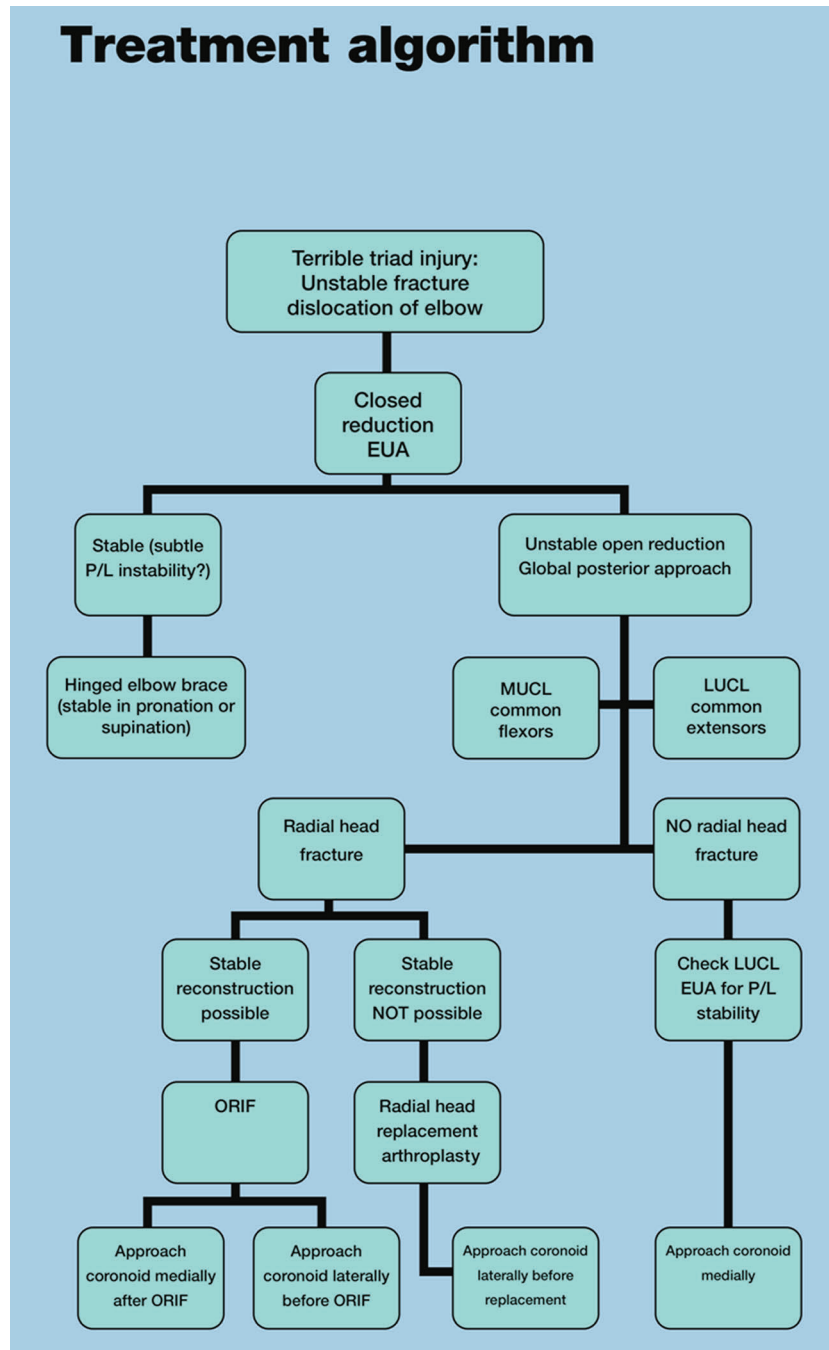 Treatment algorithm
Terrible triad injury:
Unstable fracture
dislocation of elbow
Closed
reduction
EUA
Stable (subtle
P/L instability?)
Unstable open reduction
Global posterior approach
Hinged elbow brace
(stable in pronation or
supination)
MUCL
common
flexors
LUCL
common
extensors
Radial head
fracture
NO radial head
fracture
Stable
reconstruction
possible
Stable
reconstruction
NOT possible
Check LUCL
EUA for P/L
stability
ORIF
Radial head
replacement
arthroplasty
Approach
coronoid medially
after ORIF
Approach
coronoid laterally
before ORIF
Approach coronoid
laterally before
replacement
Approach coronoid
medially